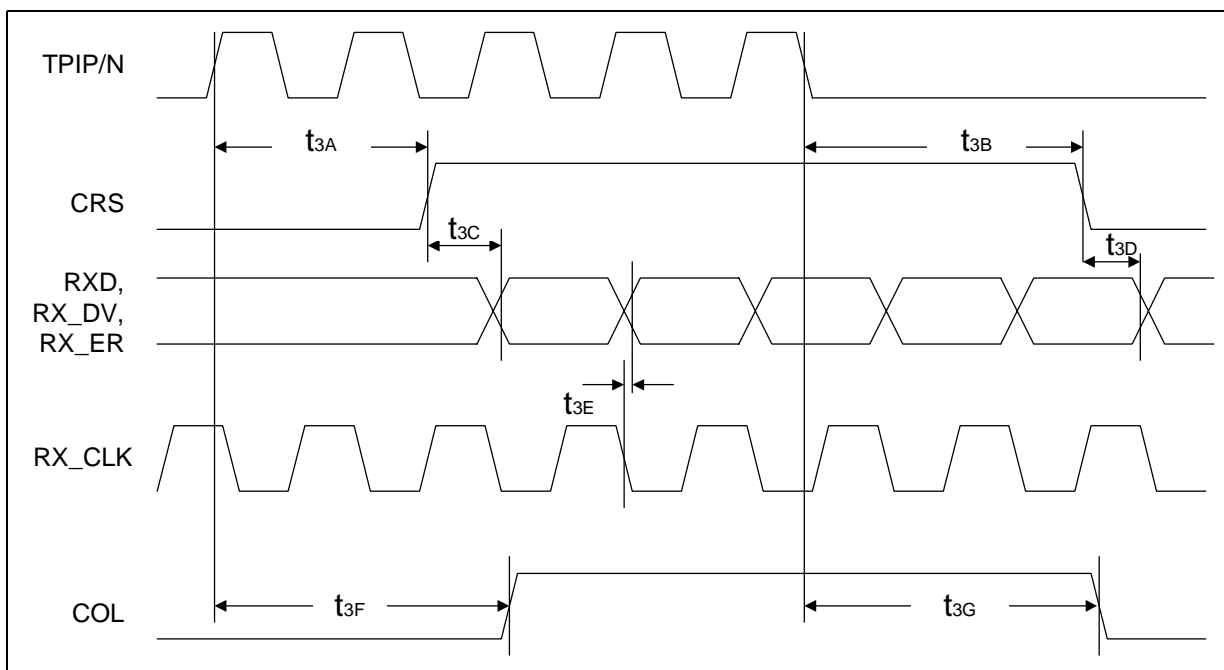 TPIP/N
t3A
t3B
CRS
t3C
t3D
RXD,
RX_DV,
RX_ER
t3E
RX_CLK
t3F
t3G
COL